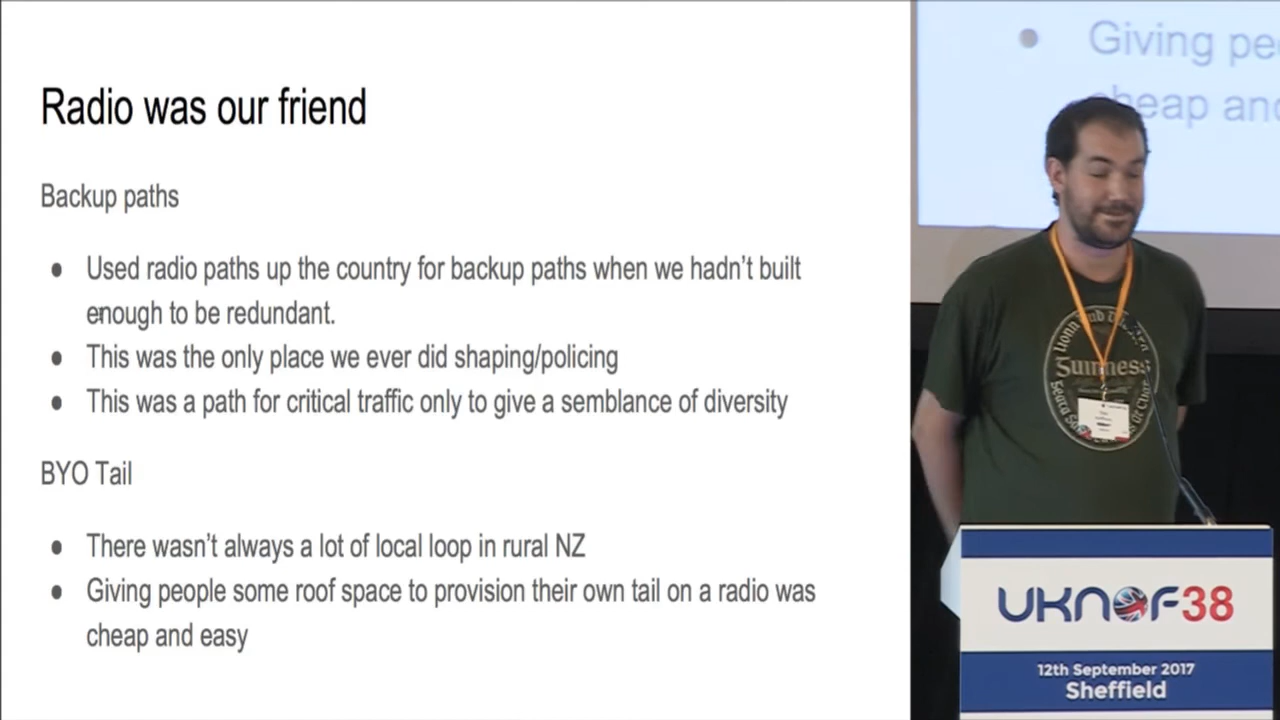 Radio was our friend
Backup paths
● Used radio paths up the country for backup paths when we hadn't built
enough to be redundant.
● This was the only place we ever did shaping/policing
● This was a path for critical traffic only to give a semblance of diversity
BYO Tail
● There wasn't always a lot of local loop in rural NZ
● Giving people some roof space to provision their own tail on a radio was
cheap and easy
● Giving pe
cheap and
Guinness
UKNOF38
12th September 2017
Sheffield